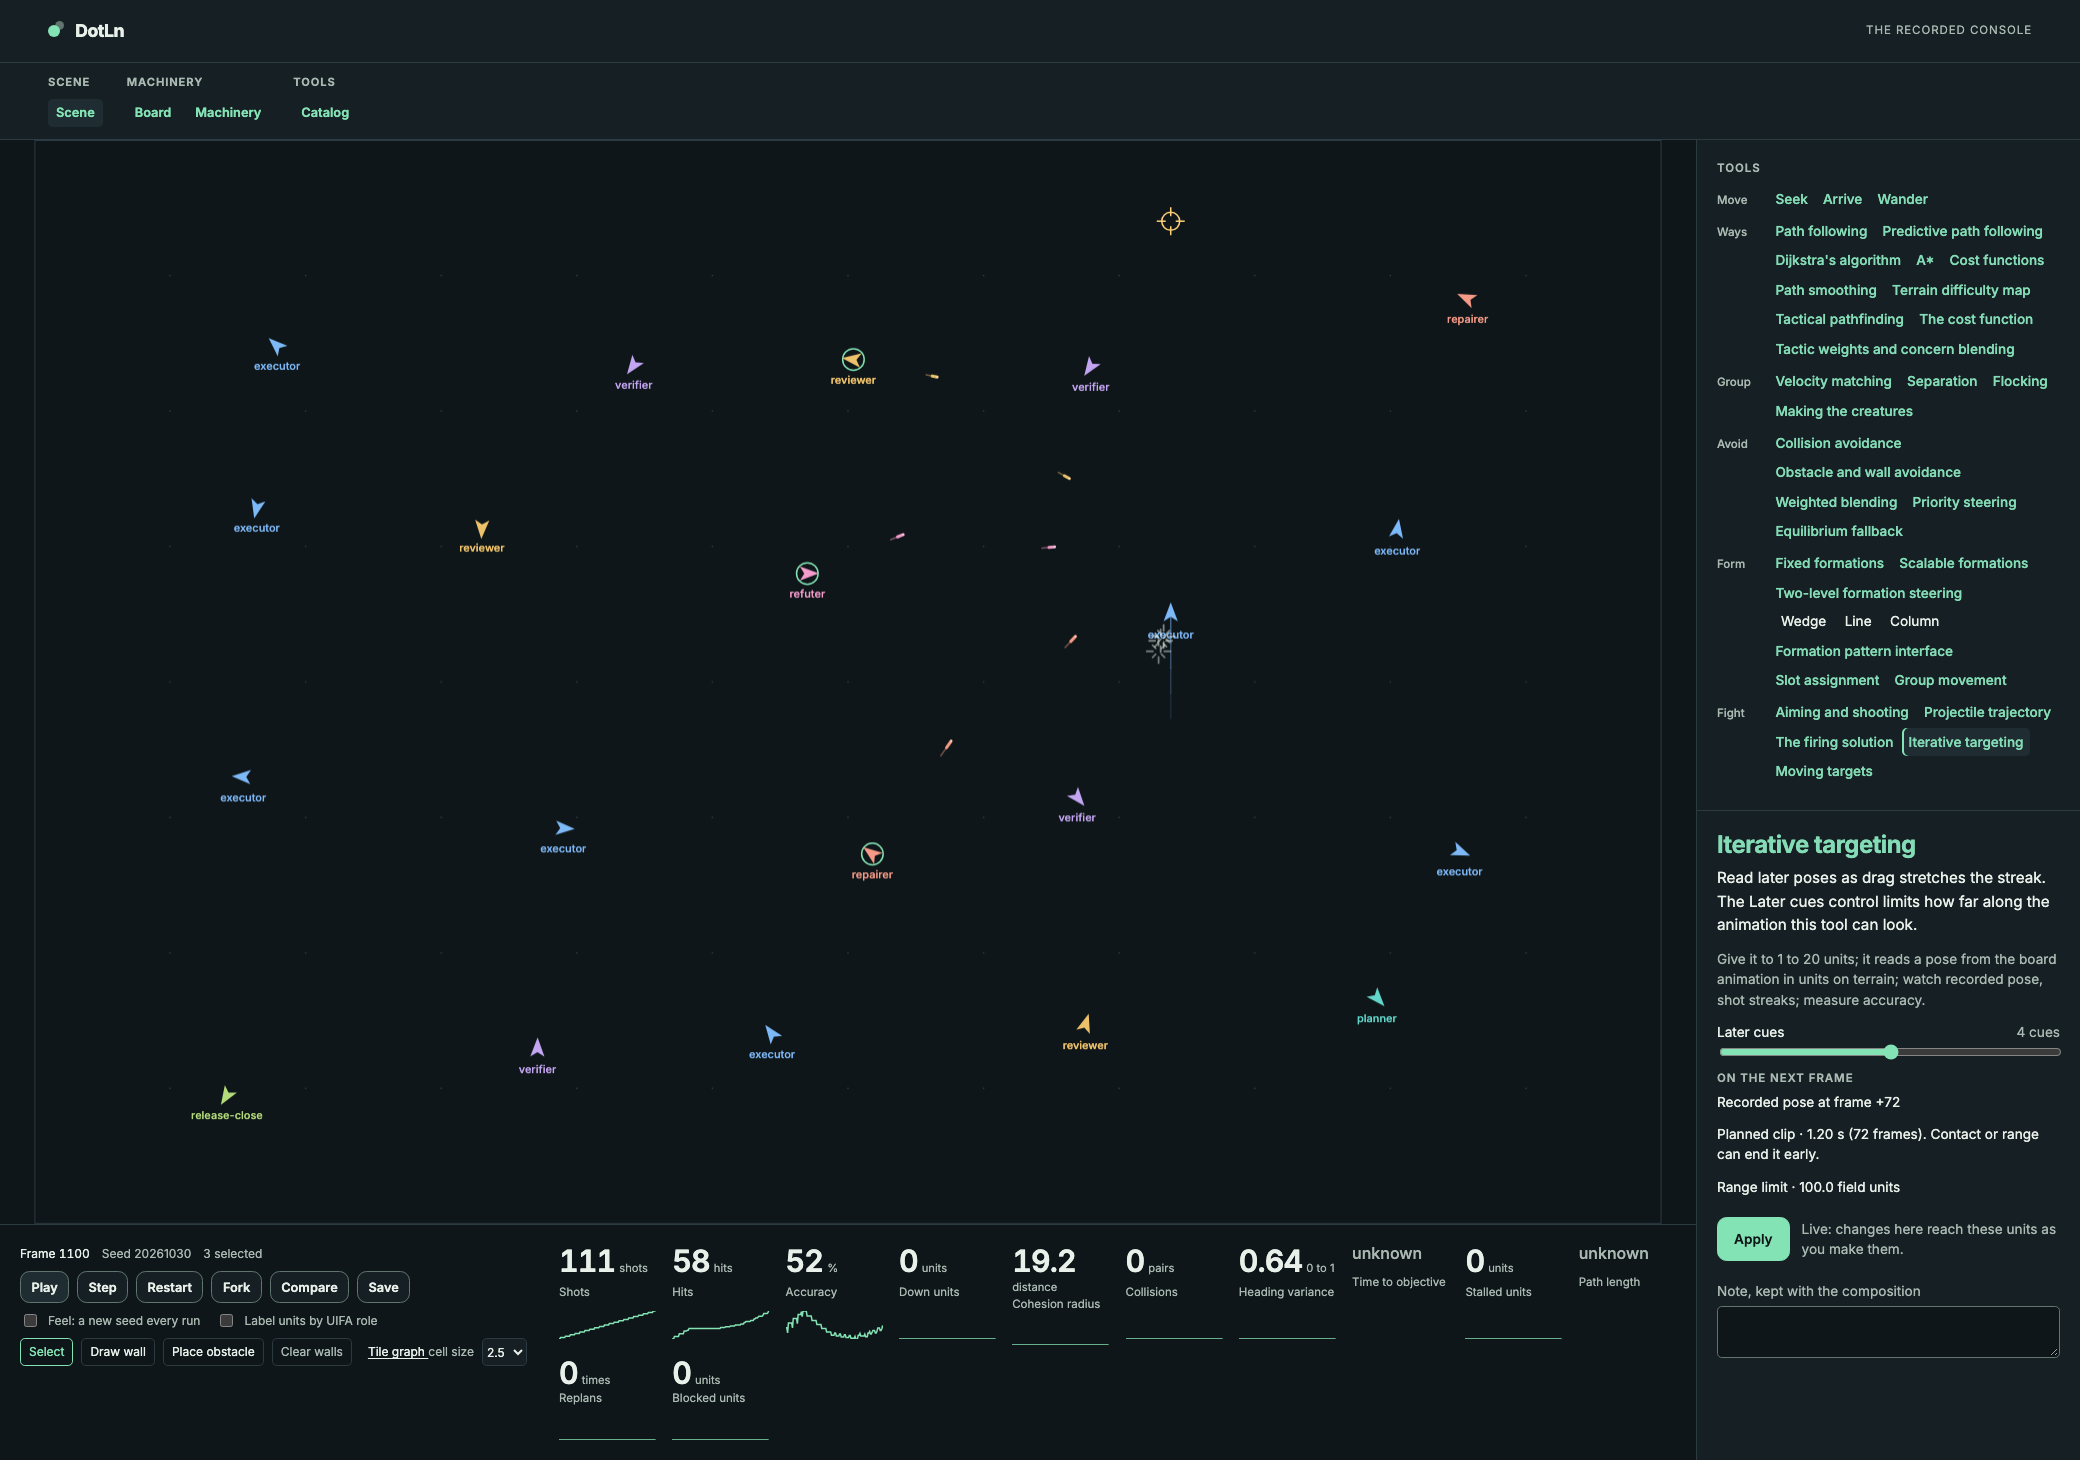 DotLn
THE RECORDED CONSOLE
SCENE MACHINERY TOOLS
Scene Board Machinery Catalog
repairer
executor
verifier
reviewer
verifier
executor
reviewer
executor
refuter
executor
executor
verifier
executor
repairer
executor
planner
reviewer
executor
verifier
release-close
TOOLS
Move Seek Arrive Wander
Ways Path following Predictive path following
Dijkstra's algorithm A* Cost functions
Path smoothing Terrain difficulty map
Tactical pathfinding The cost function
Tactic weights and concern blending
Group Velocity matching Separation Flocking
Making the creatures
Avoid Collision avoidance
Obstacle and wall avoidance
Weighted blending Priority steering
Equilibrium fallback
Form Fixed formations Scalable formations
Two-level formation steering
Wedge Line Column
Formation pattern interface
Slot assignment Group movement
Fight Aiming and shooting Projectile trajectory
The firing solution Iterative targeting
Moving targets
Iterative targeting
Read later poses as drag stretches the streak.
The Later cues control limits how far along the
animation this tool can look.
Give it to 1 to 20 units; it reads a pose from the board
animation in units on terrain; watch recorded pose,
shot streaks; measure accuracy.
Later cues 4 cues
ON THE NEXT FRAME
Recorded pose at frame +72
Planned clip · 1.20 s (72 frames). Contact or range
can end it early.
Range limit · 100.0 field units
Apply Live: changes here reach these units as
you make them.
Note, kept with the composition
Frame 1100 Seed 20261030 3 selected
Play Step Restart Fork Compare Save
Feel: a new seed every run Label units by UIFA role
Select Draw wall Place obstacle Clear walls Tile graph cell size 2.5
111 shots
Shots
58 hits
Hits
52 %
Accuracy
0 units
Down units
19.2
distance
Cohesion radius
0 pairs
Collisions
0.64 0 to 1
Heading variance
unknown
Time to objective
0 units
Stalled units
unknown
Path length
0 times
Replans
0 units
Blocked units